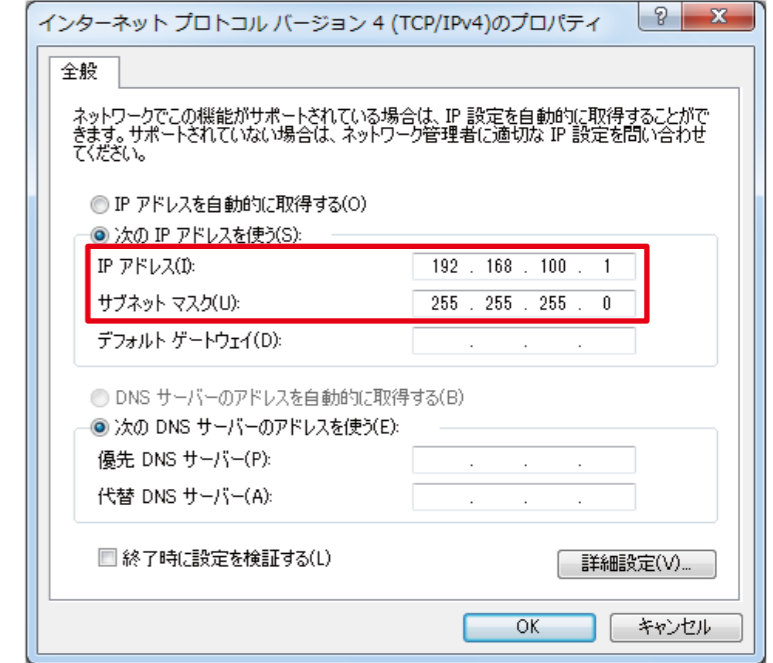 インターネット プロトコル バージョン 4 (TCP/IPv4)のプロパティ
?
x
全般
ネットワークでこの機能がサポートされている場合は、IP 設定を自動的に取得することがで
きます。サポートされていない場合は、ネットワーク管理者に適切な IP 設定を問い合わせ
てください。
IP アドレスを自動的に取得する(O)
次の IP アドレスを使う(S):
IP アドレス(I): 192 . 168 . 100 . 1
サブネット マスク(U): 255 . 255 . 255 . 0
デフォルト ゲートウェイ(D): . . .
DNS サーバーのアドレスを自動的に取得する(B)
次の DNS サーバーのアドレスを使う(E):
優先 DNS サーバー(P): . . .
代替 DNS サーバー(A): . . .
終了時に設定を検証する(L)
詳細設定(V)...
OK
キャンセル